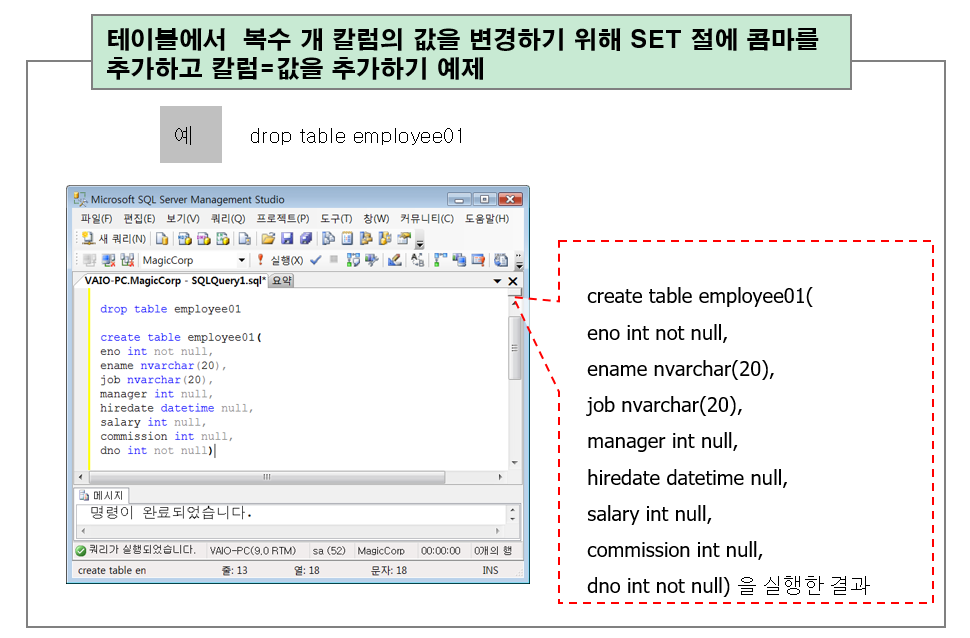 테이블에서 복수 개 칼럼의 값을 변경하기 위해 SET 절에 콤마를
추가하고 칼럼=값을 추가하기 예제
예
drop table employee01
Microsoft SQL Server Management Studio
파일(F) 편집(E) 보기(V) 쿼리(Q) 프로젝트(P) 도구(T) 창(W) 커뮤니티(C) 도움말(H)
새 쿼리(N)
MagicCorp
실행(X)
VAIO-PC.MagicCorp - SQLQuery1.sql*
요약
drop table employee01
create table employee01(
eno int not null,
ename nvarchar(20),
job nvarchar(20),
manager int null,
hiredate datetime null,
salary int null,
commission int null,
dno int not null)
메시지
명령이 완료되었습니다.
쿼리가 실행되었습니다. VAIO-PC(9.0 RTM) sa (52) MagicCorp 00:00:00 0개의 행
create table en 줄: 13 열: 18 문자: 18 INS
create table employee01(
eno int not null,
ename nvarchar(20),
job nvarchar(20),
manager int null,
hiredate datetime null,
salary int null,
commission int null,
dno int not null) 을 실행한 결과